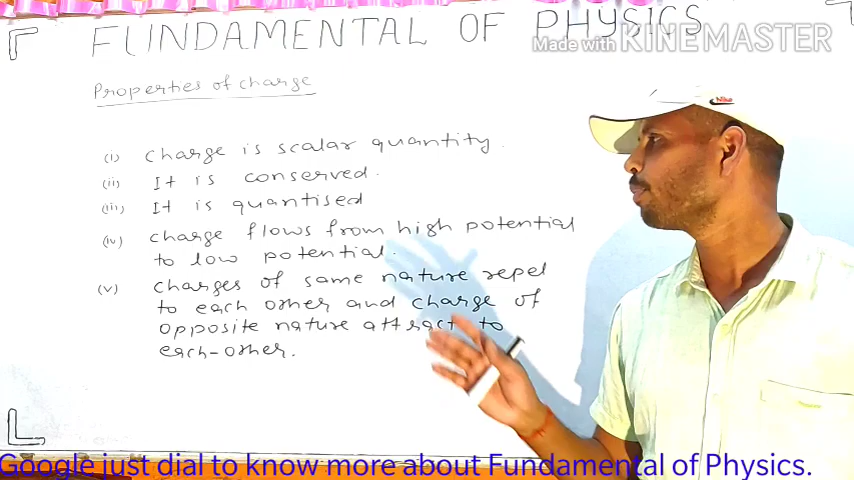 FUNDAMENTAL OF PHYSICS
Made with KINEMASTER
Properties of charge
Nike
(i) charge is scalar quantity.
(ii) It is conserved.
(iii) It is quantised
(iv) charge flows from high potential
to low potential.
(v) charges of same nature repel
to each other and charge of
opposite nature attract to
each-other.
Google just dial to know more about Fundamental of Physics.